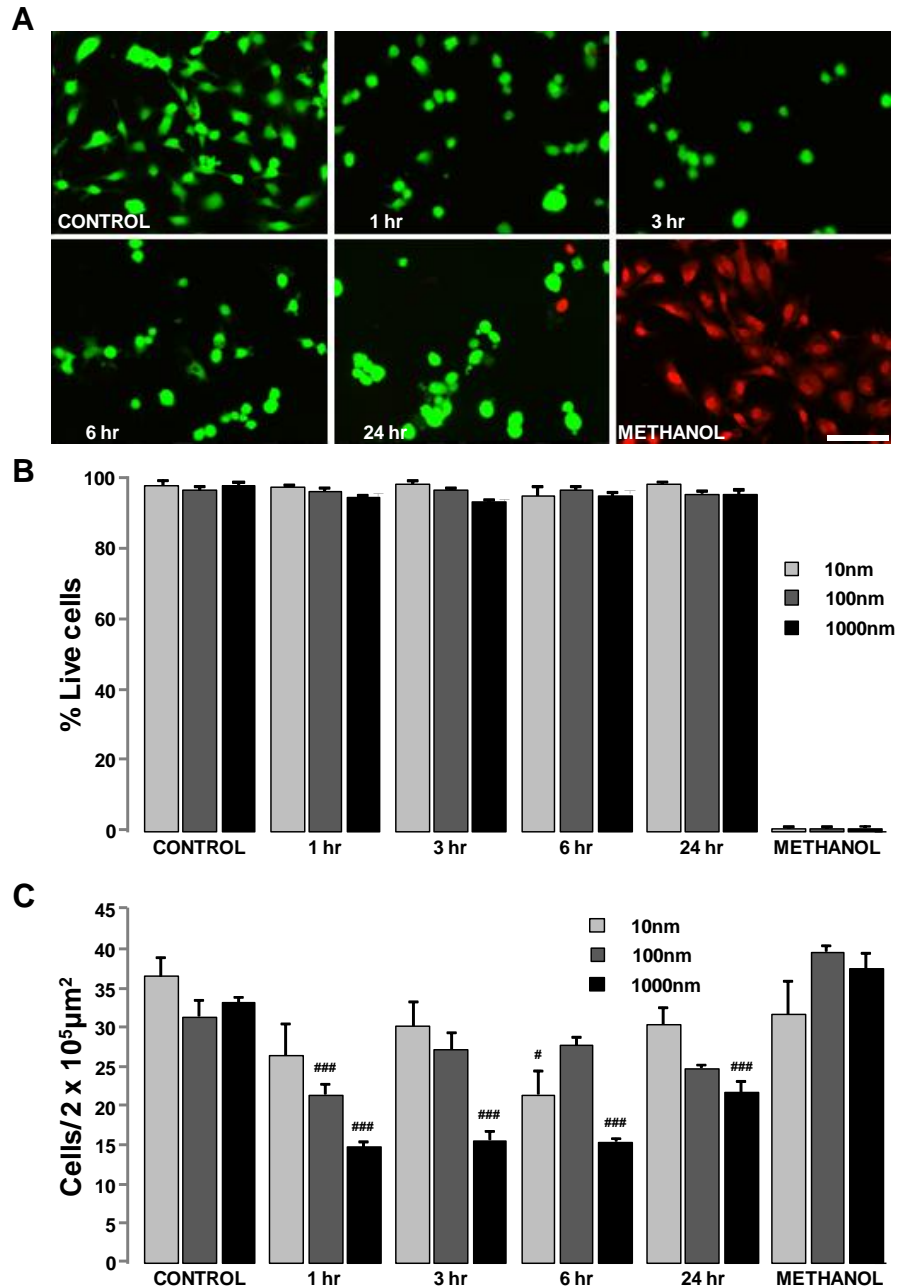 A
CONTROL
1 hr
3 hr
6 hr
24 hr
METHANOL
B
100
80
60
40
20
0
% Live cells
10nm
100nm
1000nm
CONTROL
1 hr
3 hr
6 hr
24 hr
METHANOL
C
45
40
35
30
25
20
15
10
5
0
Cells/ 2 x 10⁵µm²
10nm
100nm
1000nm
###
###
###
#
###
###
CONTROL
1 hr
3 hr
6 hr
24 hr
METHANOL